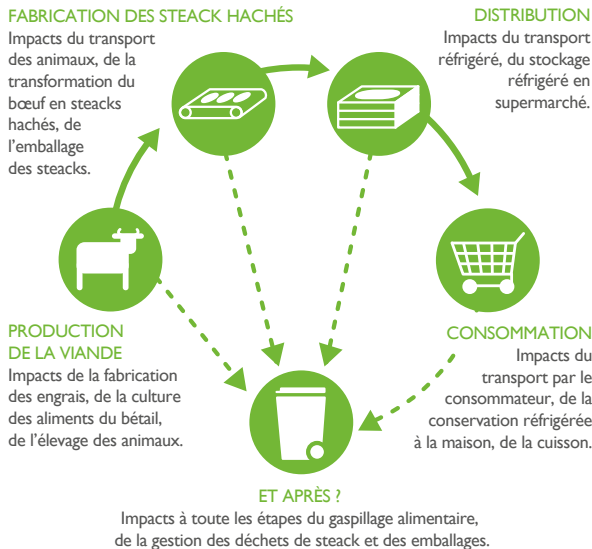 FABRICATION DES STEACK HACHÉS
Impacts du transport
des animaux, de la
transformation du
bœuf en steacks
hachés, de
l’emballage
des steacks.
DISTRIBUTION
Impacts du transport
réfrigéré, du stockage
réfrigéré en
supermarché.
PRODUCTION
DE LA VIANDE
Impacts de la fabrication
des engrais, de la culture
des aliments du bétail,
de l’élevage des animaux.
CONSOMMATION
Impacts du
transport par le
consommateur, de la
conservation réfrigérée
à la maison, de la cuisson.
ET APRÈS ?
Impacts à toute les étapes du gaspillage alimentaire,
de la gestion des déchets de steack et des emballages.